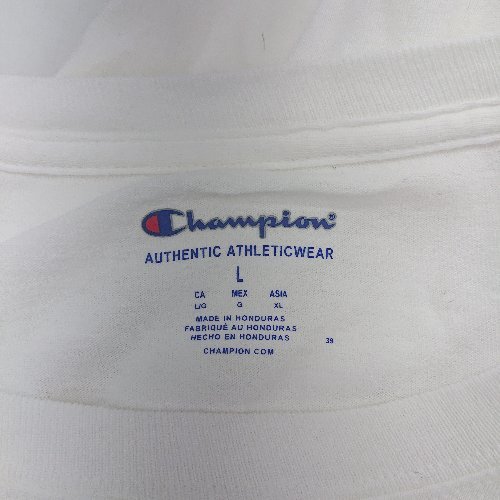 Champion
AUTHENTIC ATHLETICWEAR
L
CA MEX ASIA
L/G G XL
MADE IN HONDURAS
FABRIQUÉ AU HONDURAS
HECHO EN HONDURAS 39
CHAMPION.COM